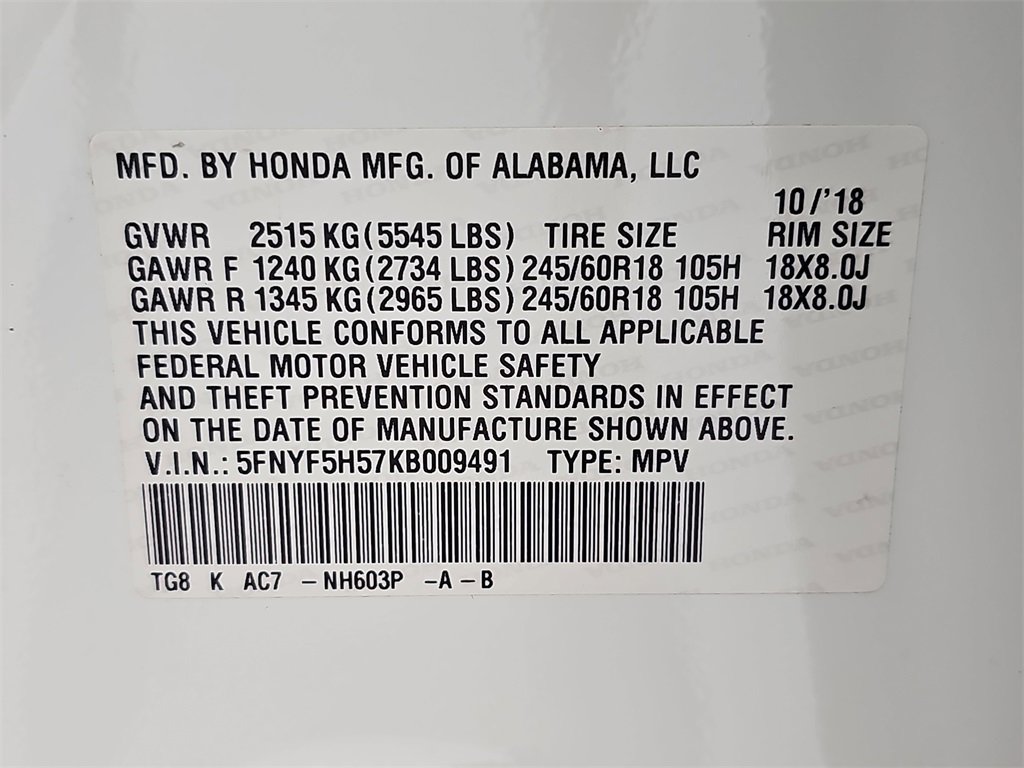 MFD. BY HONDA MFG. OF ALABAMA, LLC
10/'18
GVWR 2515 KG (5545 LBS) TIRE SIZE RIM SIZE
GAWR F 1240 KG (2734 LBS) 245/60R18 105H 18X8.0J
GAWR R 1345 KG (2965 LBS) 245/60R18 105H 18X8.0J
THIS VEHICLE CONFORMS TO ALL APPLICABLE
FEDERAL MOTOR VEHICLE SAFETY
AND THEFT PREVENTION STANDARDS IN EFFECT
ON THE DATE OF MANUFACTURE SHOWN ABOVE.
V.I.N.: 5FNYF5H57KB009491 TYPE: MPV
TG8 K AC7 -NH603P -A -B